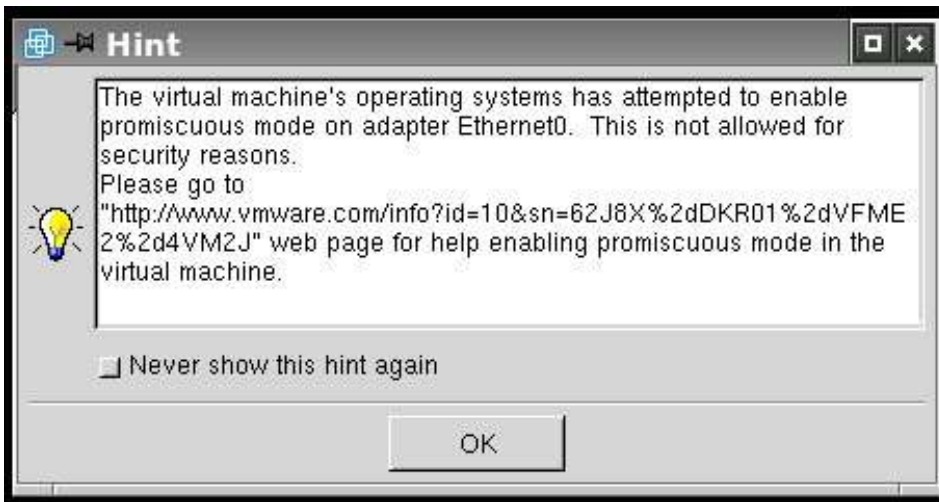 Hint
The virtual machine's operating systems has attempted to enable
promiscuous mode on adapter Ethernet0.  This is not allowed for
security reasons.
Please go to
"http://www.vmware.com/info?id=10&sn=62J8X%2dDKR01%2dVFME
2%2d4VM2J" web page for help enabling promiscuous mode in the
virtual machine.
Never show this hint again
OK